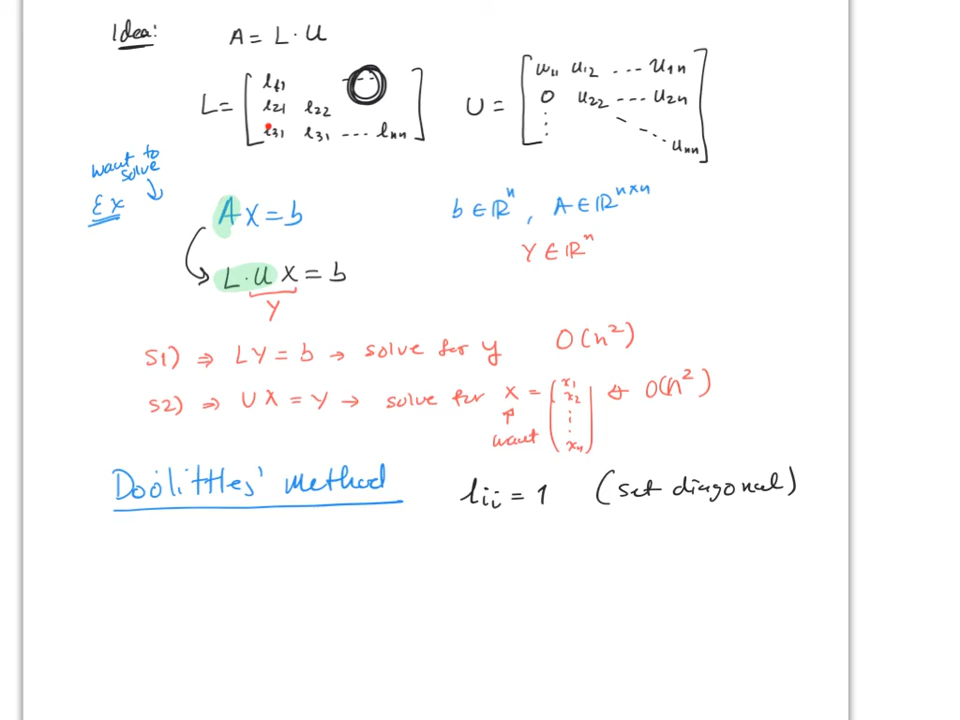 Idea: A = L · U
L = [ l11 O
l21 l22
l31 l31 ... lnn ]
U = [ u11 u12 ... u1n
0 u22 ... u2n
⋮ ⋱ ... unn ]
want to
solve
Ex
AX = b
b ∈ ℝ^n , A ∈ ℝ^n×n
Y ∈ ℝ^n
L · U X = b
Y
S1) ⇒ LY = b → solve for y O(n²)
S2) ⇒ UX = Y → solve for X = ( x1 x2 ⋮ xn ) O(n²)
↑
want
Doolittles' Method lii = 1 (set diagonal)